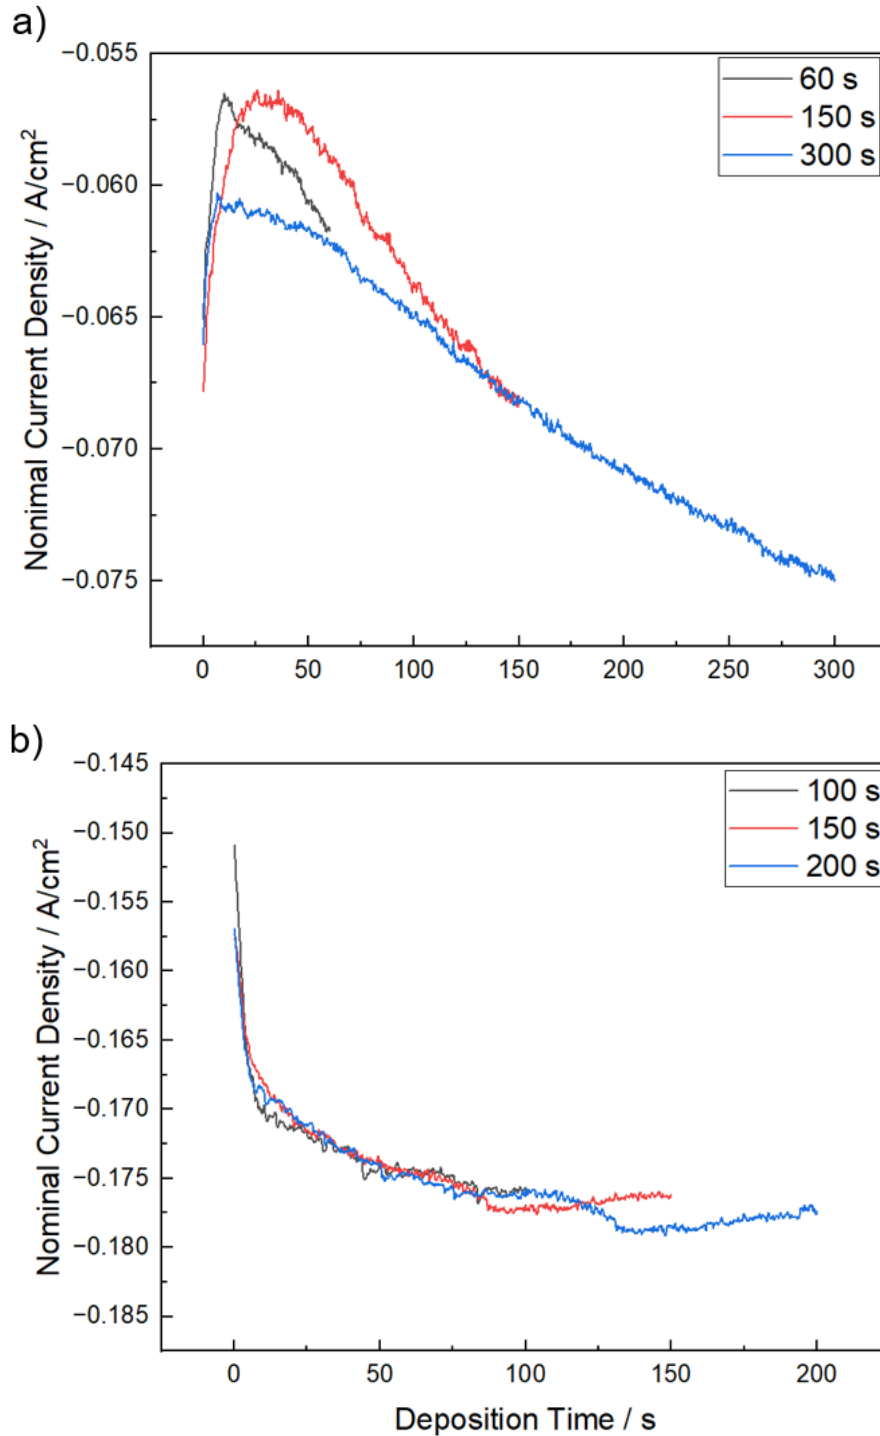 a)
−0.055
−0.060
−0.065
−0.070
−0.075
Nonimal Current Density / A/cm²
60 s
150 s
300 s
0 50 100 150 200 250 300
b)
−0.145
−0.150
−0.155
−0.160
−0.165
−0.170
−0.175
−0.180
−0.185
Nominal Current Density / A/cm²
100 s
150 s
200 s
0 50 100 150 200
Deposition Time / s